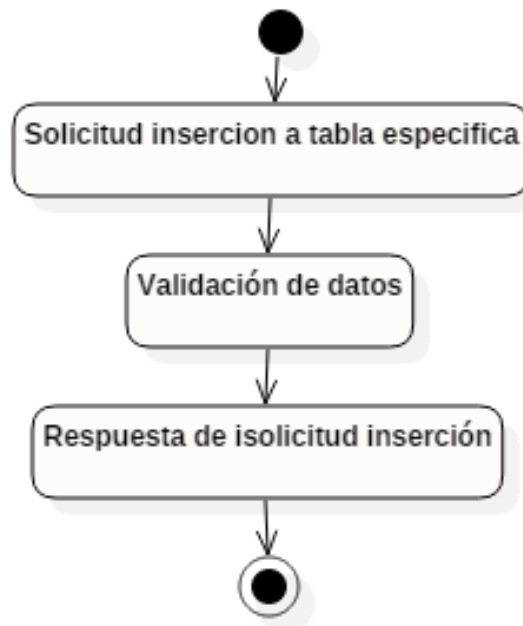 Solicitud insercion a tabla especifica
Validación de datos
Respuesta de isolicitud inserción